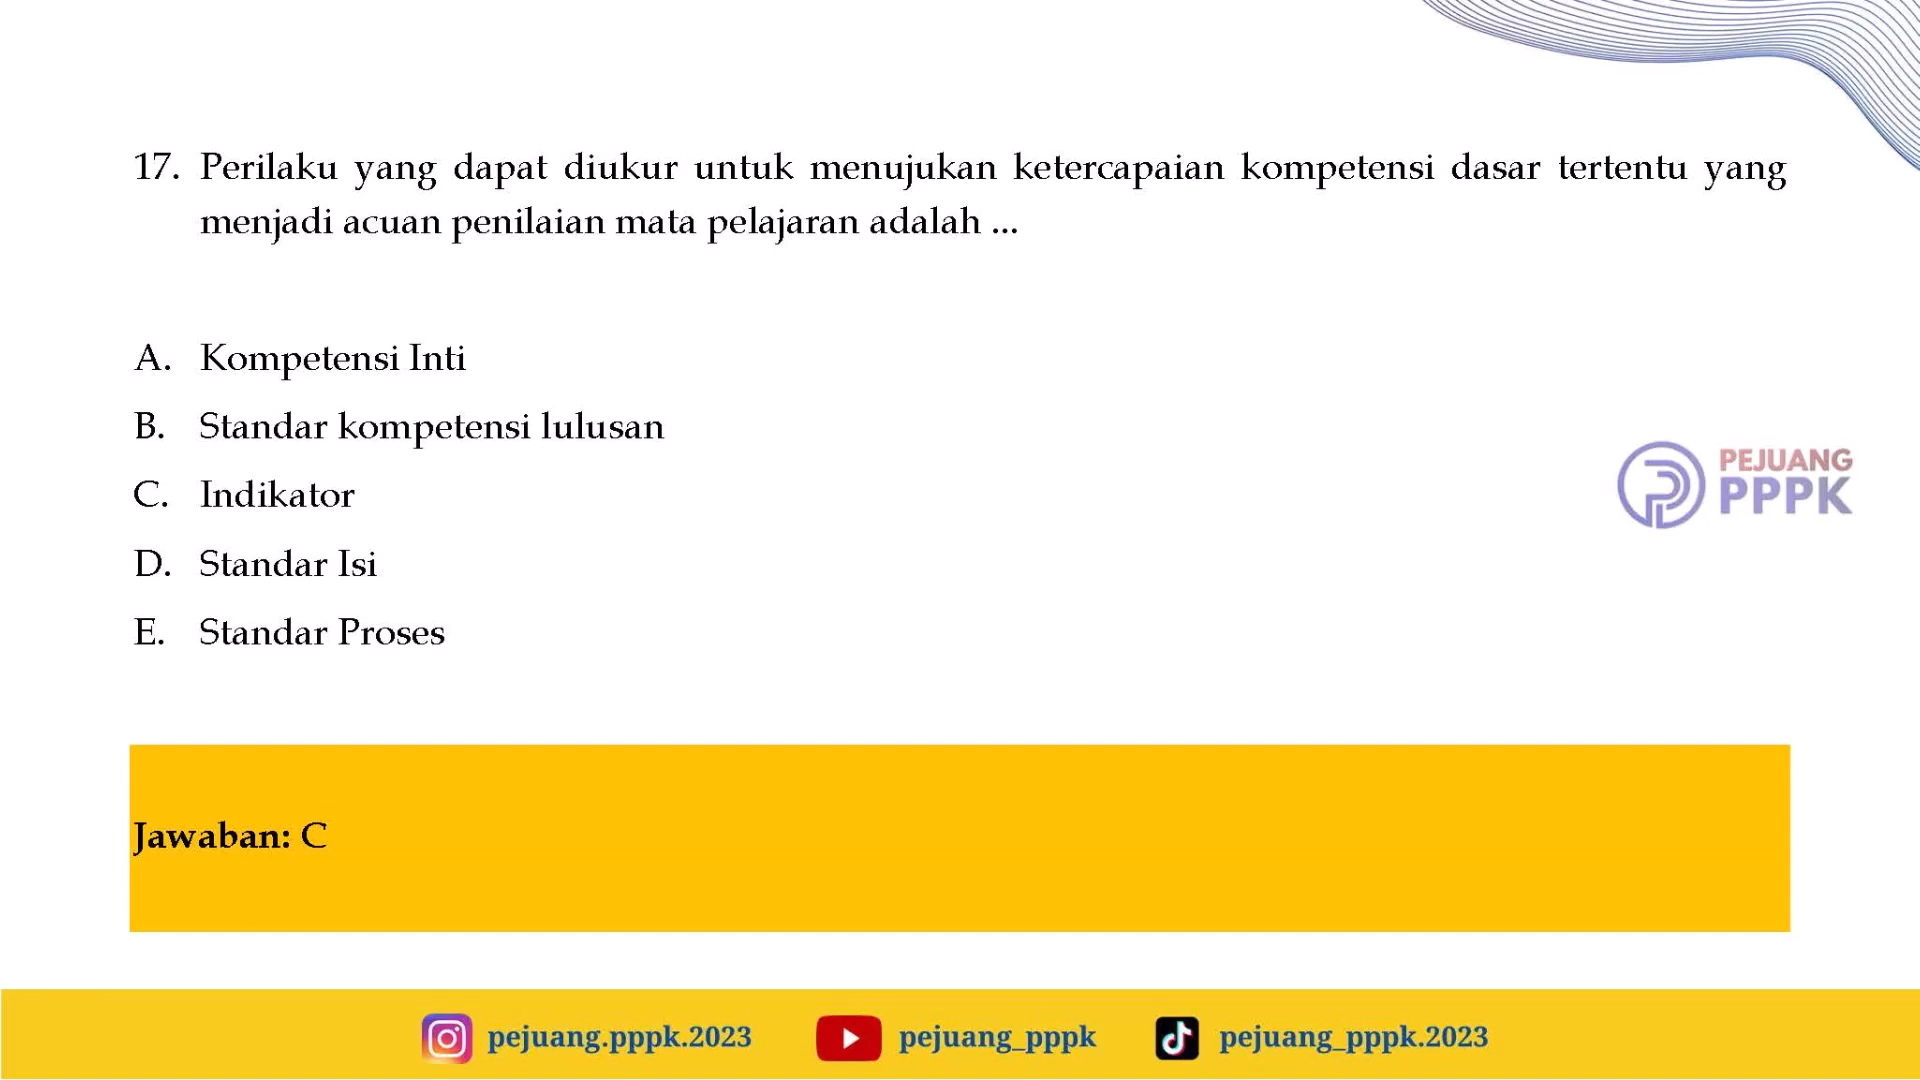 17. Perilaku yang dapat diukur untuk menujukan ketercapaian kompetensi dasar tertentu yang
menjadi acuan penilaian mata pelajaran adalah ...
A. Kompetensi Inti
B. Standar kompetensi lulusan
C. Indikator
D. Standar Isi
E. Standar Proses
PEJUANG
PPPK
Jawaban: C
pejuang.pppk.2023 pejuang_pppk pejuang_pppk.2023